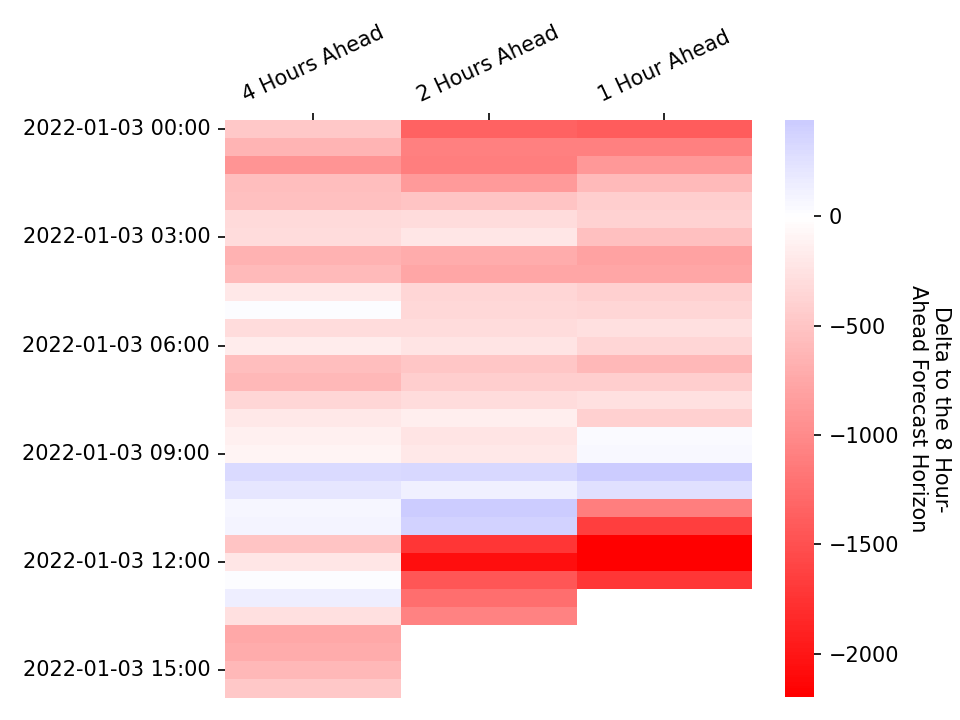 4 Hours Ahead
2 Hours Ahead
1 Hour Ahead
2022-01-03 00:00
2022-01-03 03:00
2022-01-03 06:00
2022-01-03 09:00
2022-01-03 12:00
2022-01-03 15:00
0
−500
−1000
−1500
−2000
Delta to the 8 Hour-
Ahead Forecast Horizon